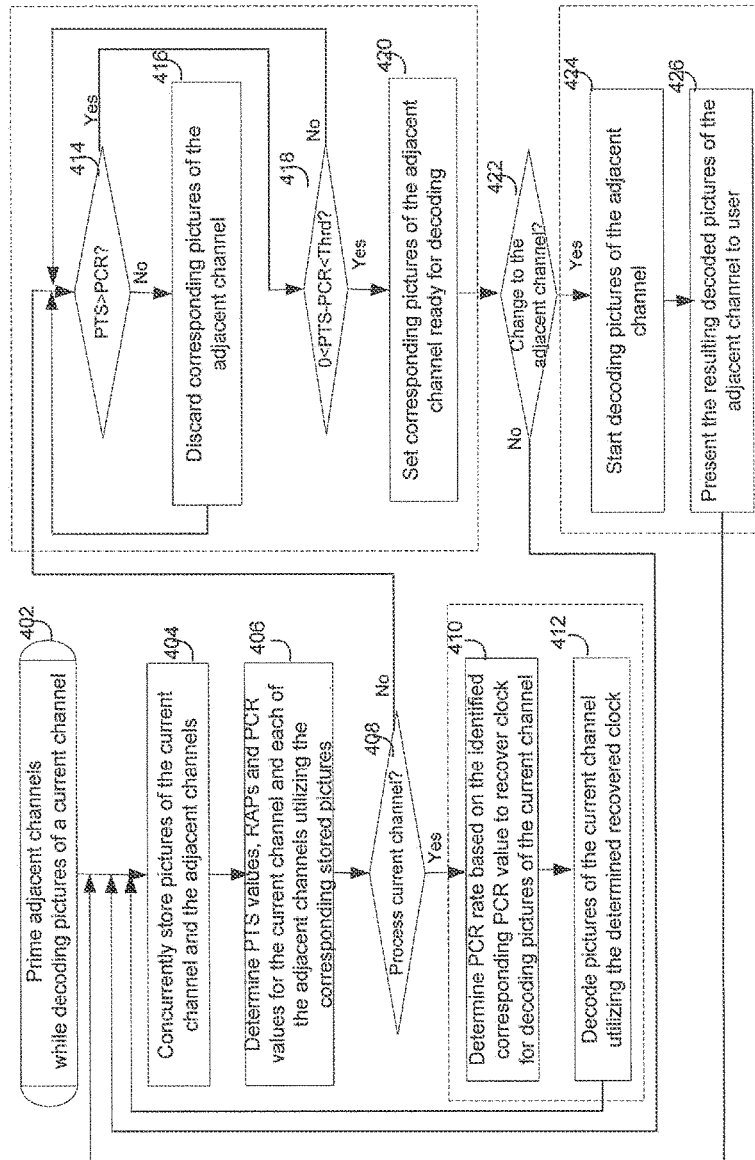 402
Prime adjacent channels
while decoding pictures of a current channel
404
Concurrently store pictures of the current
channel and the adjacent channels
406
Determine PTS values, RAPs and PCR
values for the current channel and each of
the adjacent channels utilizing the
corresponding stored pictures
408
Process current channel?
No
Yes
410
Determine PCR rate based on the identified
corresponding PCR value to recover clock
for decoding pictures of the current channel
412
Decode pictures of the current channel
utilizing the determined recovered clock
414
PTS>PCR?
Yes
No
416
Discard corresponding pictures of the
adjacent channel
418
0<PTS-PCR<Thrd?
No
Yes
420
Set corresponding pictures of the adjacent
channel ready for decoding
422
Change to the
adjacent channel?
No
Yes
424
Start decoding pictures of the adjacent
channel
426
Present the resulting decoded pictures of the
adjacent channel to user